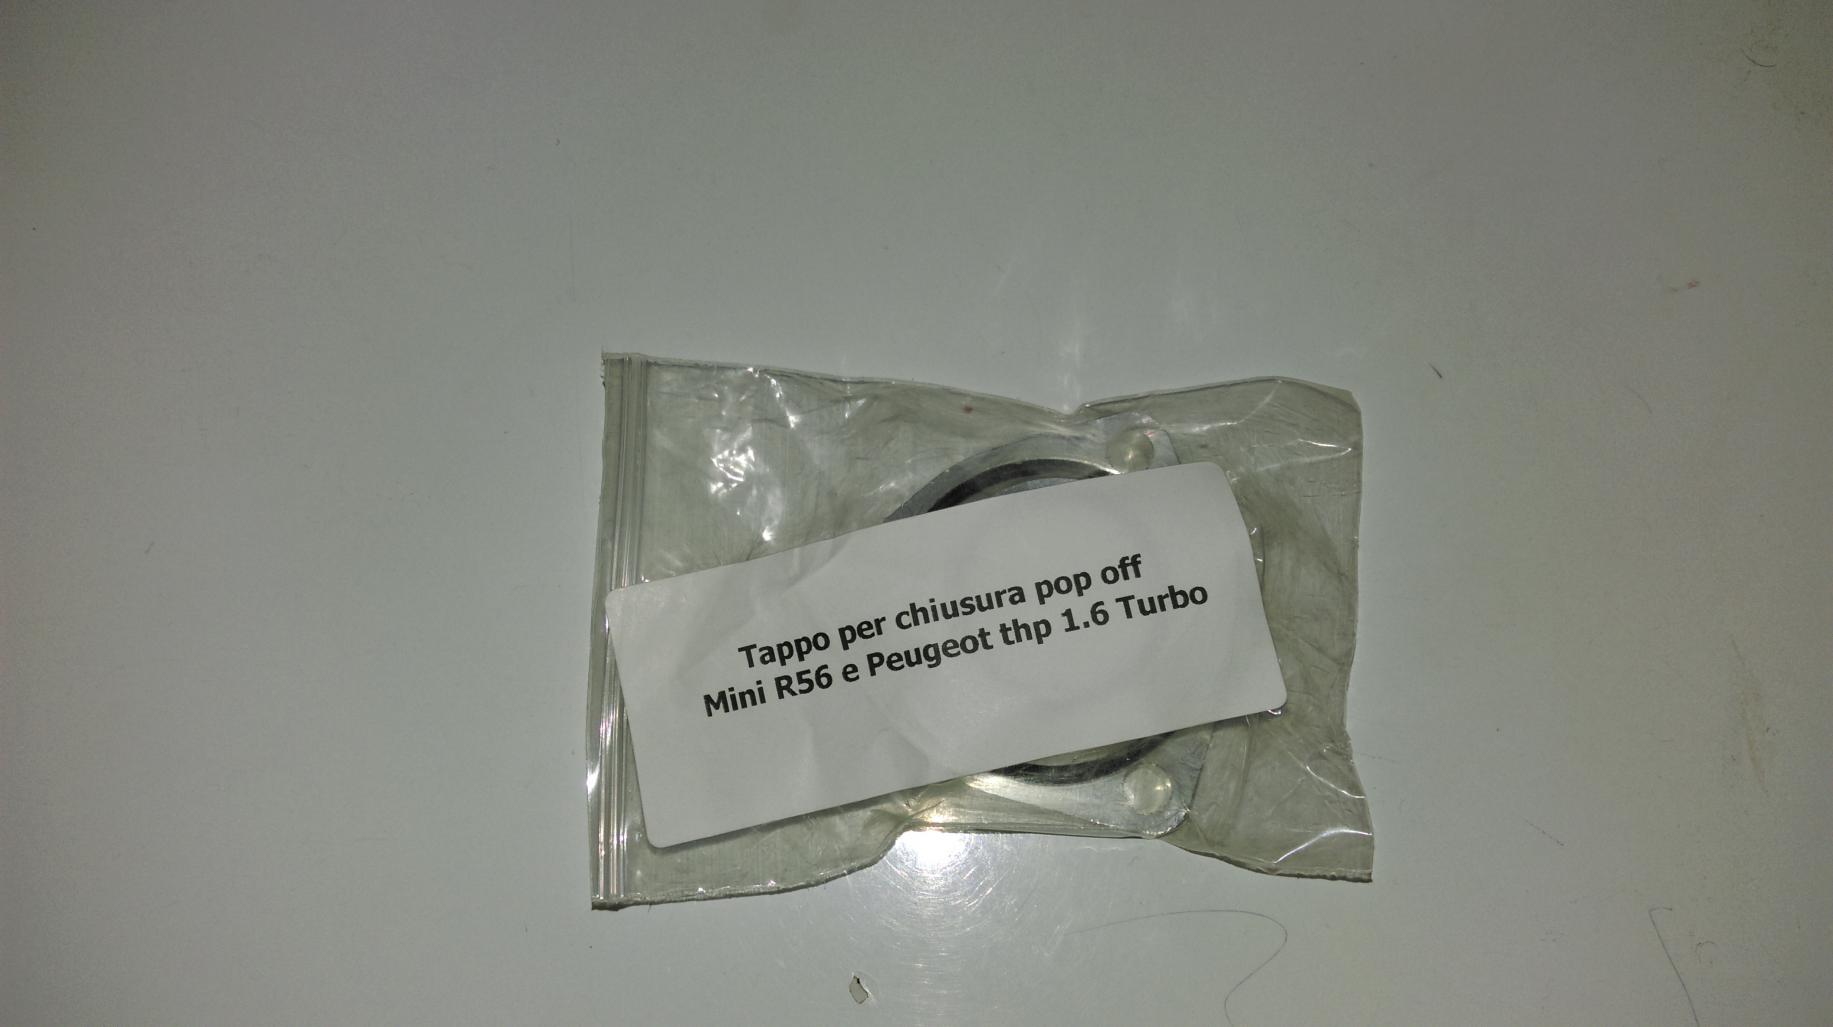 Tappo per chiusura pop off
Mini R56 e Peugeot thp 1.6 Turbo